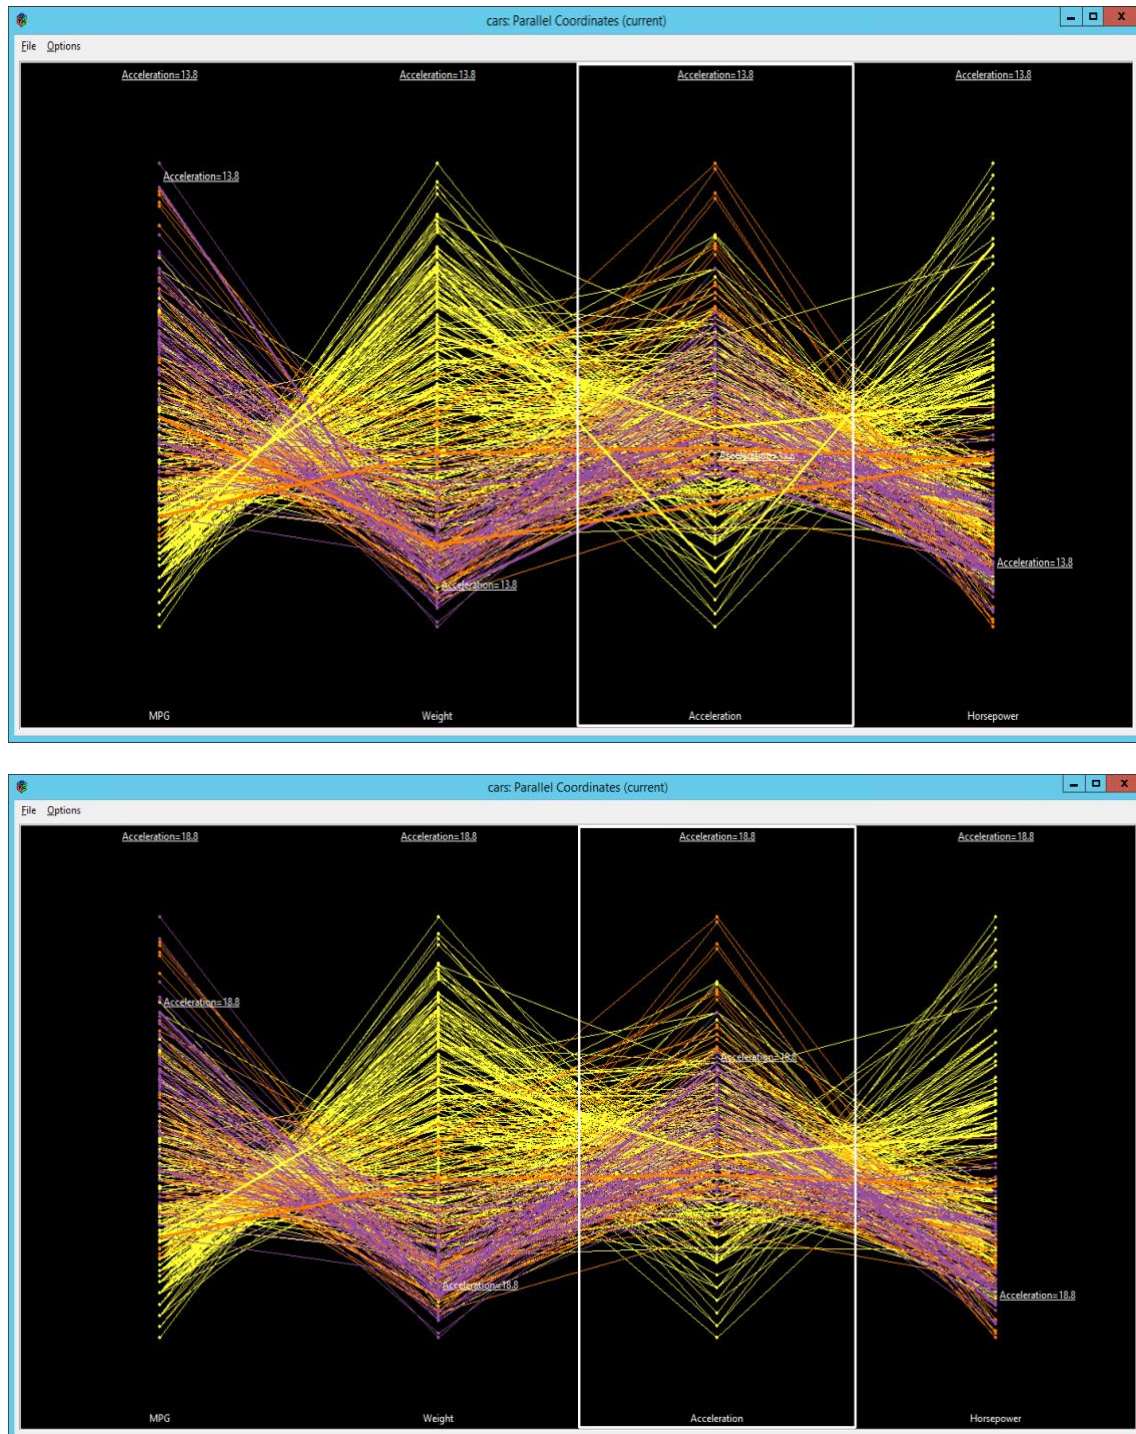 cars: Parallel Coordinates (current)
File Options
Acceleration=13.8 Acceleration=13.8 Acceleration=13.8 Acceleration=13.8
Acceleration=13.8
Acceleration=13.8
Acceleration=13.8
Acceleration=13.8
MPG Weight Acceleration Horsepower
cars: Parallel Coordinates (current)
File Options
Acceleration=18.8 Acceleration=18.8 Acceleration=18.8 Acceleration=18.8
Acceleration=18.8
Acceleration=18.8
Acceleration=18.8
Acceleration=18.8
MPG Weight Acceleration Horsepower